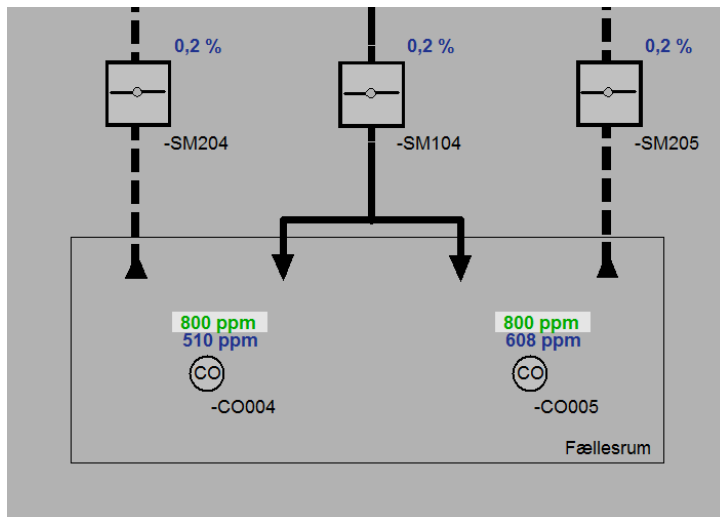 0,2 %
0,2 %
0,2 %
-SM204
-SM104
-SM205
800 ppm
510 ppm
CO
-CO004
800 ppm
608 ppm
CO
-CO005
Fællesrum